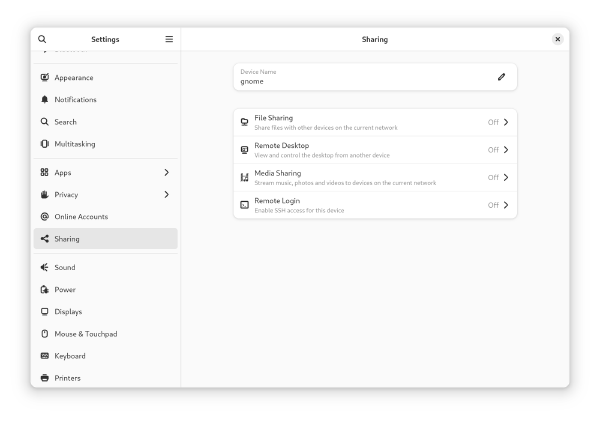 Settings
Sharing
Appearance
Notifications
Search
Multitasking
Apps
Privacy
Online Accounts
Sharing
Sound
Power
Displays
Mouse & Touchpad
Keyboard
Printers
Device Name
gnome
File Sharing
Share files with other devices on the current network
Off
Remote Desktop
View and control the desktop from another device
Off
Media Sharing
Stream music, photos and videos to devices on the current network
Off
Remote Login
Enable SSH access for this device
Off